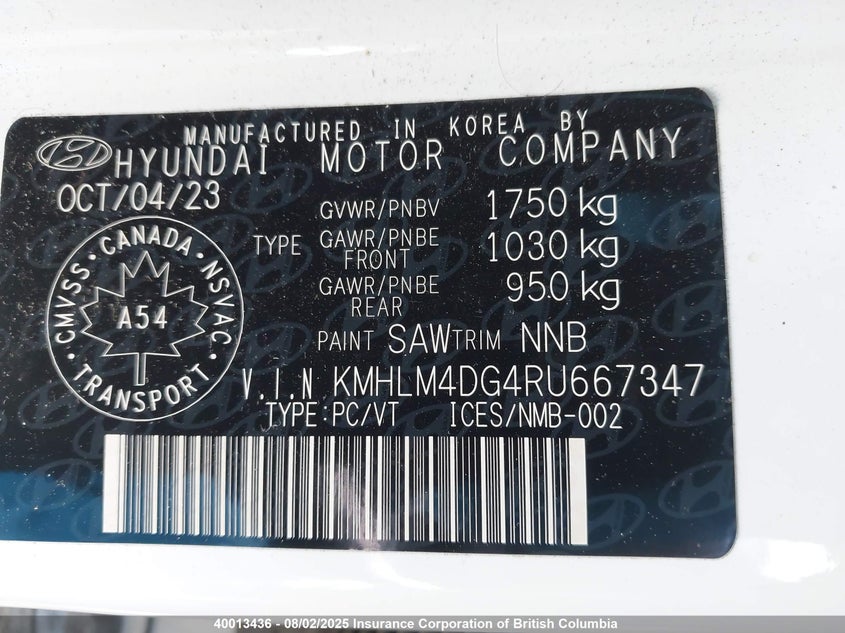 MANUFACTURED IN KOREA BY
HYUNDAI MOTOR COMPANY
OCT/04/23
GVWR/PNBV 1750 kg
TYPE GAWR/PNBE FRONT 1030 kg
GAWR/PNBE REAR 950 kg
CMVSS · CANADA · NSVAC · TRANSPORT ·
A54
PAINT SAW TRIM NNB
V.I.N KMHLM4DG4RU667347
TYPE:PC/VT ICES/NMB-002
40013436 - 08/02/2025 Insurance Corporation of British Columbia